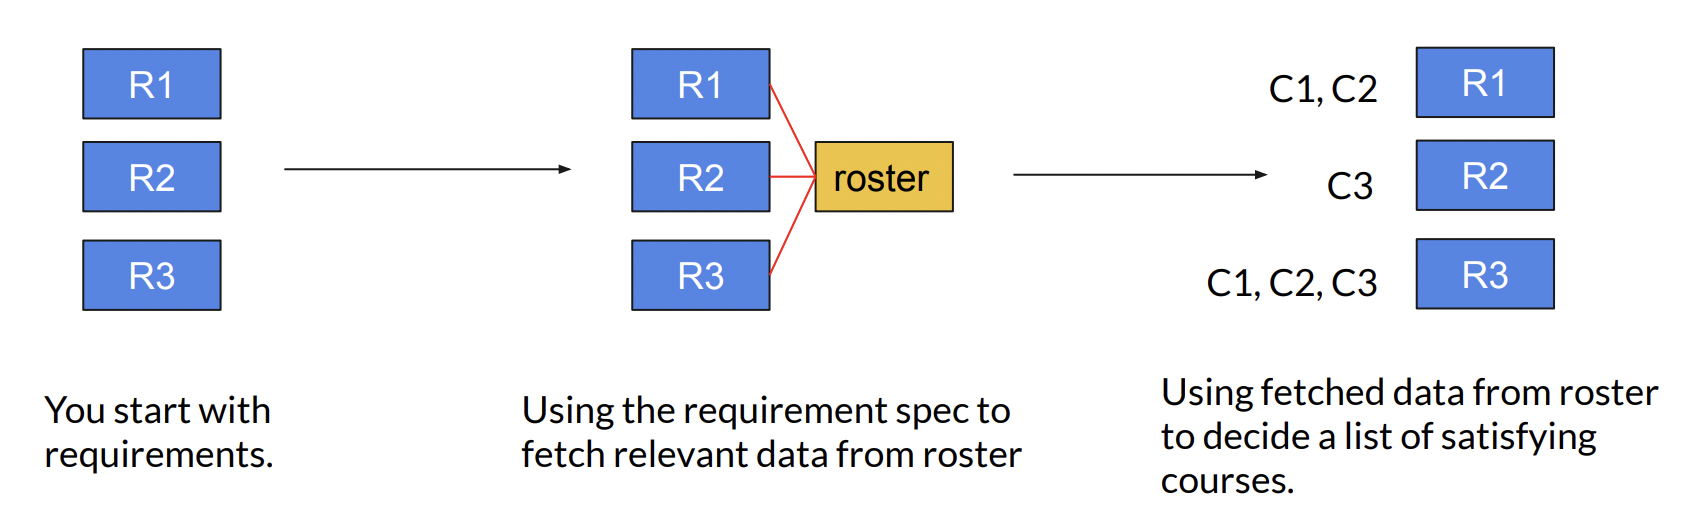 R1
R2
R3
You start with
requirements.
R1
R2
R3
roster
Using the requirement spec to
fetch relevant data from roster
C1, C2
R1
C3
R2
C1, C2, C3
R3
Using fetched data from roster
to decide a list of satisfying
courses.